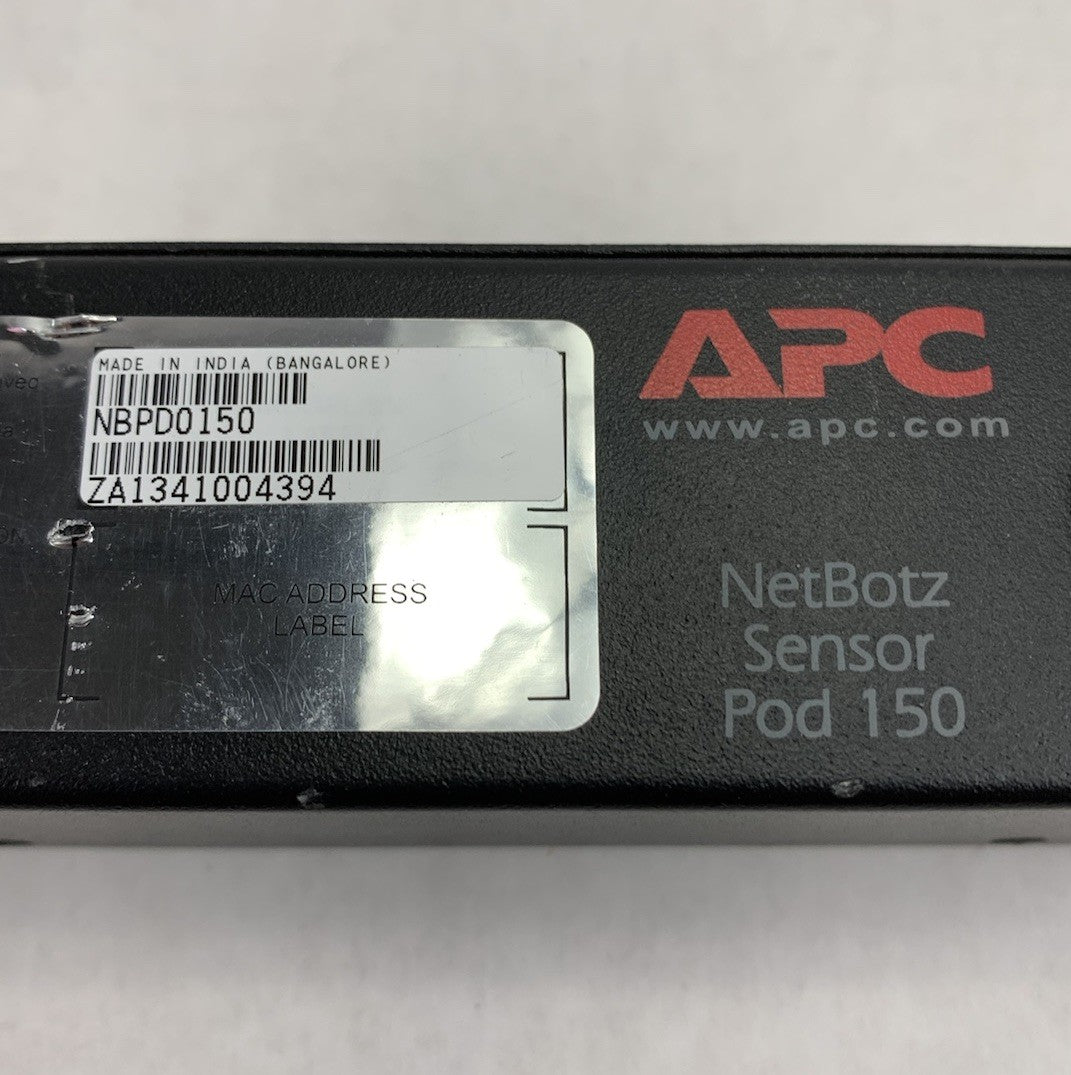 MADE IN INDIA (BANGALORE)
NBPD0150
ZA1341004394
MAC ADDRESS
LABEL
APC
www.apc.com
NetBotz
Sensor
Pod 150